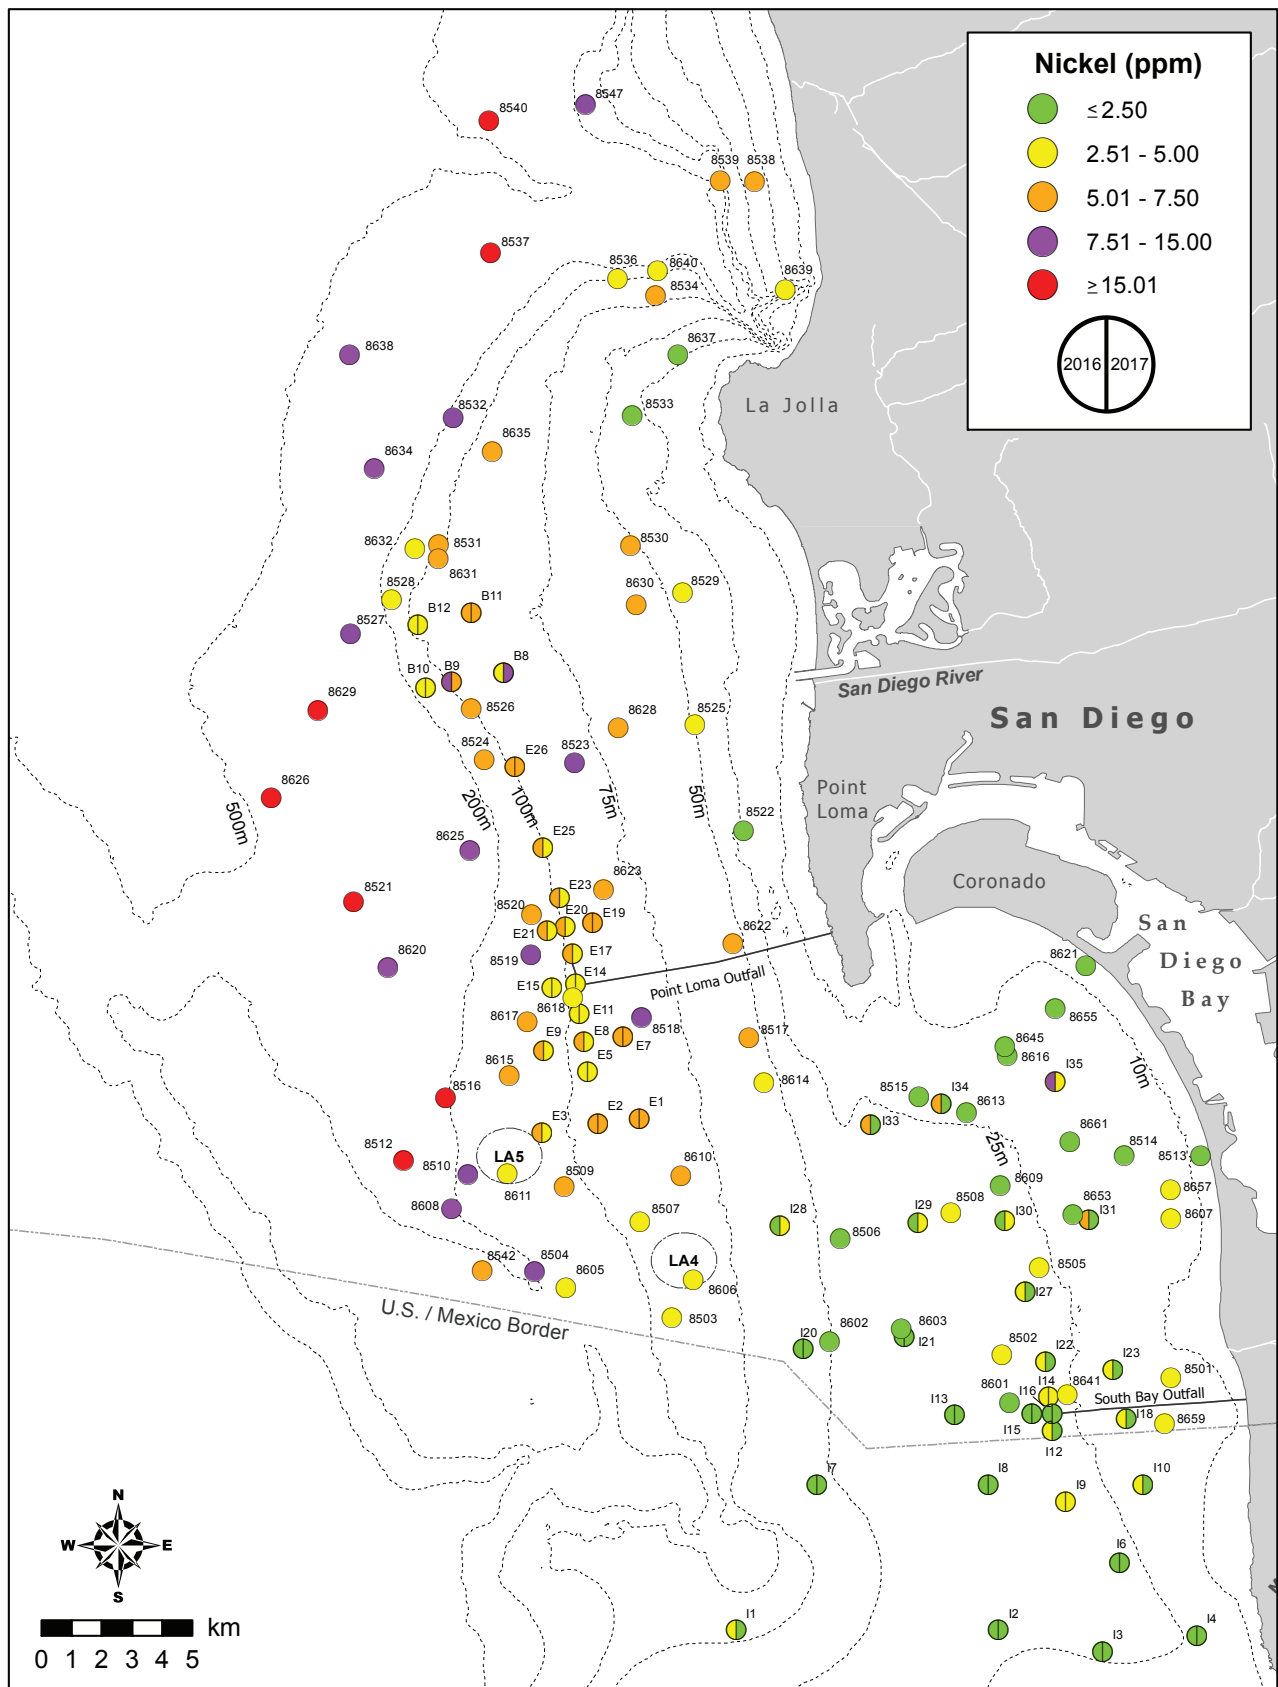 Nickel (ppm)
≤2.50
2.51 - 5.00
5.01 - 7.50
7.51 - 15.00
≥15.01
2016 2017
8547
8540
8539 8538
8537
8536
8640
8639
8534
8638
8637
La Jolla
8532
8533
8635
8634
8632
8531
8530
8631
8528
8529
8630
B12
B11
8527
B10
B9
B8
San Diego River
8629
8526
8628
8525
San Diego
8524
E26
8523
8626
Point
Loma
500m
200m
100m
75m
50m
8522
8625
E25
8623
Coronado
8521
E23
8520
E20
E19
E21
8622
San
Diego
Bay
8620
8519
E17
8621
Point Loma Outfall
E15
E14
8618
E11
8617
8518
8655
E9
E8
E7
8517
8645
8616
E5
I35
10m
8615
8614
8516
8515
I34
8613
E3
E2
E1
I33
25m
8661
LA5
8514
8513
8512
8510
8611
8509
8610
8609
8657
8608
8507
I28
I29
8508
I30
8653
I31
8607
8506
LA4
8542
8504
8605
8606
8505
I27
U.S. / Mexico Border
8503
I20
8602
8603
I21
8502
I22
I23
8501
8601
I16
I14
8641
South Bay Outfall
I13
I15
I18
8659
I12
I7
I8
I9
I10
N
W E
S
I6
km
0 1 2 3 4 5
I1
I2
I3
I4